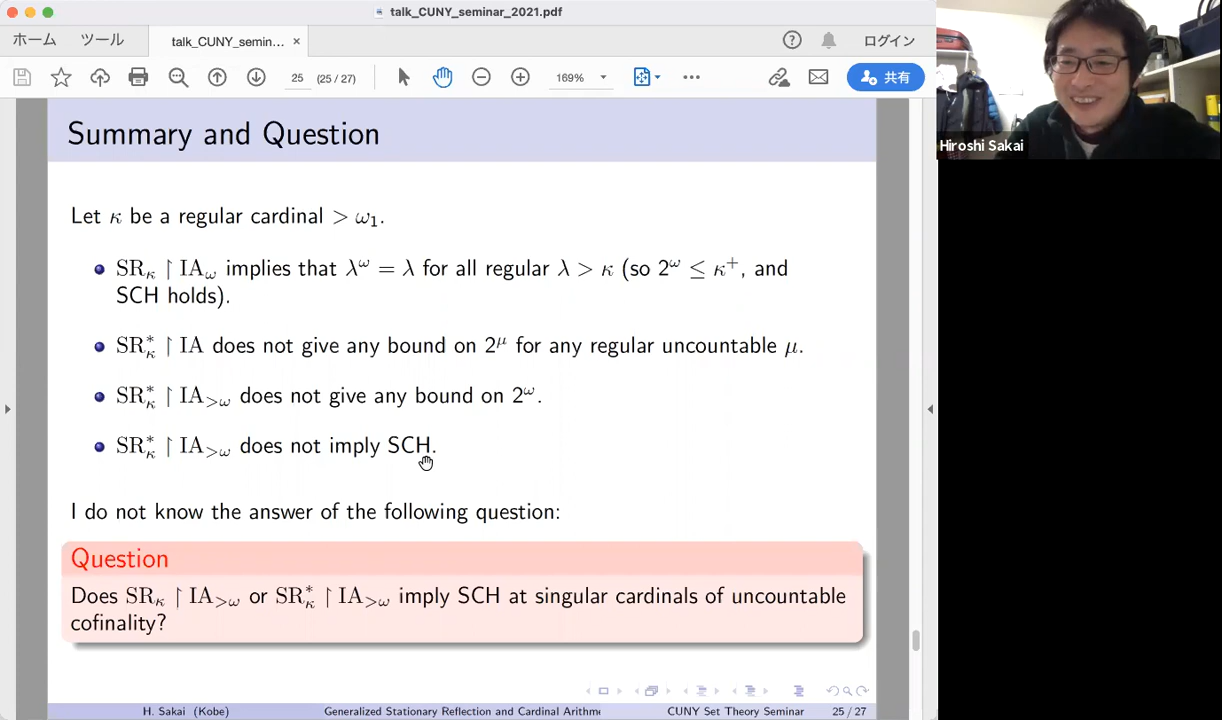 talk_CUNY_seminar_2021.pdf
ホーム ツール talk_CUNY_semin... × ログイン
25 (25 / 27) 169% 共有
Summary and Question
Let κ be a regular cardinal > ω₁.
SR_κ ↾ IA_ω implies that λ^ω = λ for all regular λ > κ (so 2^ω ≤ κ⁺, and
SCH holds).
SR*_κ ↾ IA does not give any bound on 2^μ for any regular uncountable μ.
SR*_κ ↾ IA_{>ω} does not give any bound on 2^ω.
SR*_κ ↾ IA_{>ω} does not imply SCH.
I do not know the answer of the following question:
Question
Does SR_κ ↾ IA_{>ω} or SR*_κ ↾ IA_{>ω} imply SCH at singular cardinals of uncountable
cofinality?
H. Sakai (Kobe) Generalized Stationary Reflection and Cardinal Arithme CUNY Set Theory Seminar 25 / 27
Hiroshi Sakai